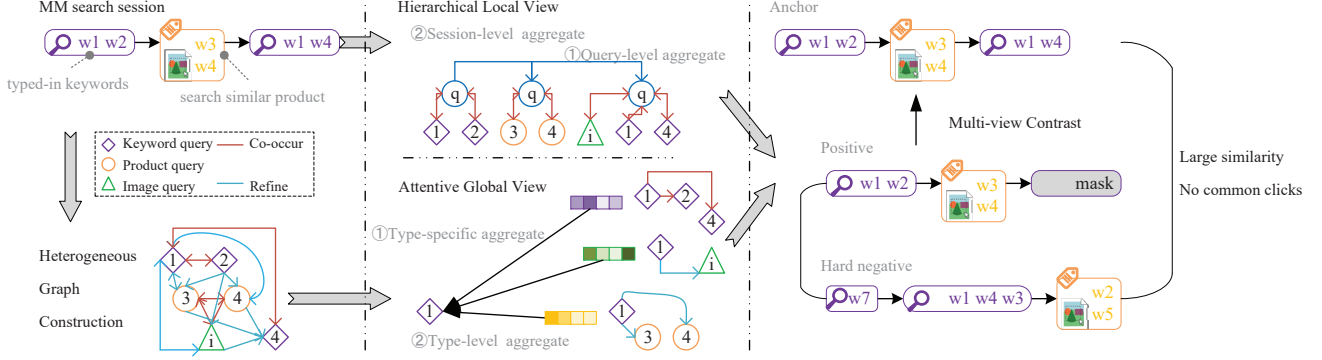 MM search session
w1 w2
w3
w4
w1 w4
typed-in keywords
search similar product
Keyword query
Co-occur
Product query
Image query
Refine
Heterogeneous
Graph
Construction
1
2
3
4
i
4
Hierarchical Local View
②Session-level aggregate
①Query-level aggregate
q
q
q
1
2
3
4
i
1
4
Attentive Global View
1
2
4
①Type-specific aggregate
1
i
1
1
3
4
②Type-level aggregate
Anchor
w1 w2
w3
w4
w1 w4
Multi-view Contrast
Positive
w1 w2
w3
w4
mask
Large similarity
No common clicks
Hard negative
w7
w1 w4 w3
w2
w5